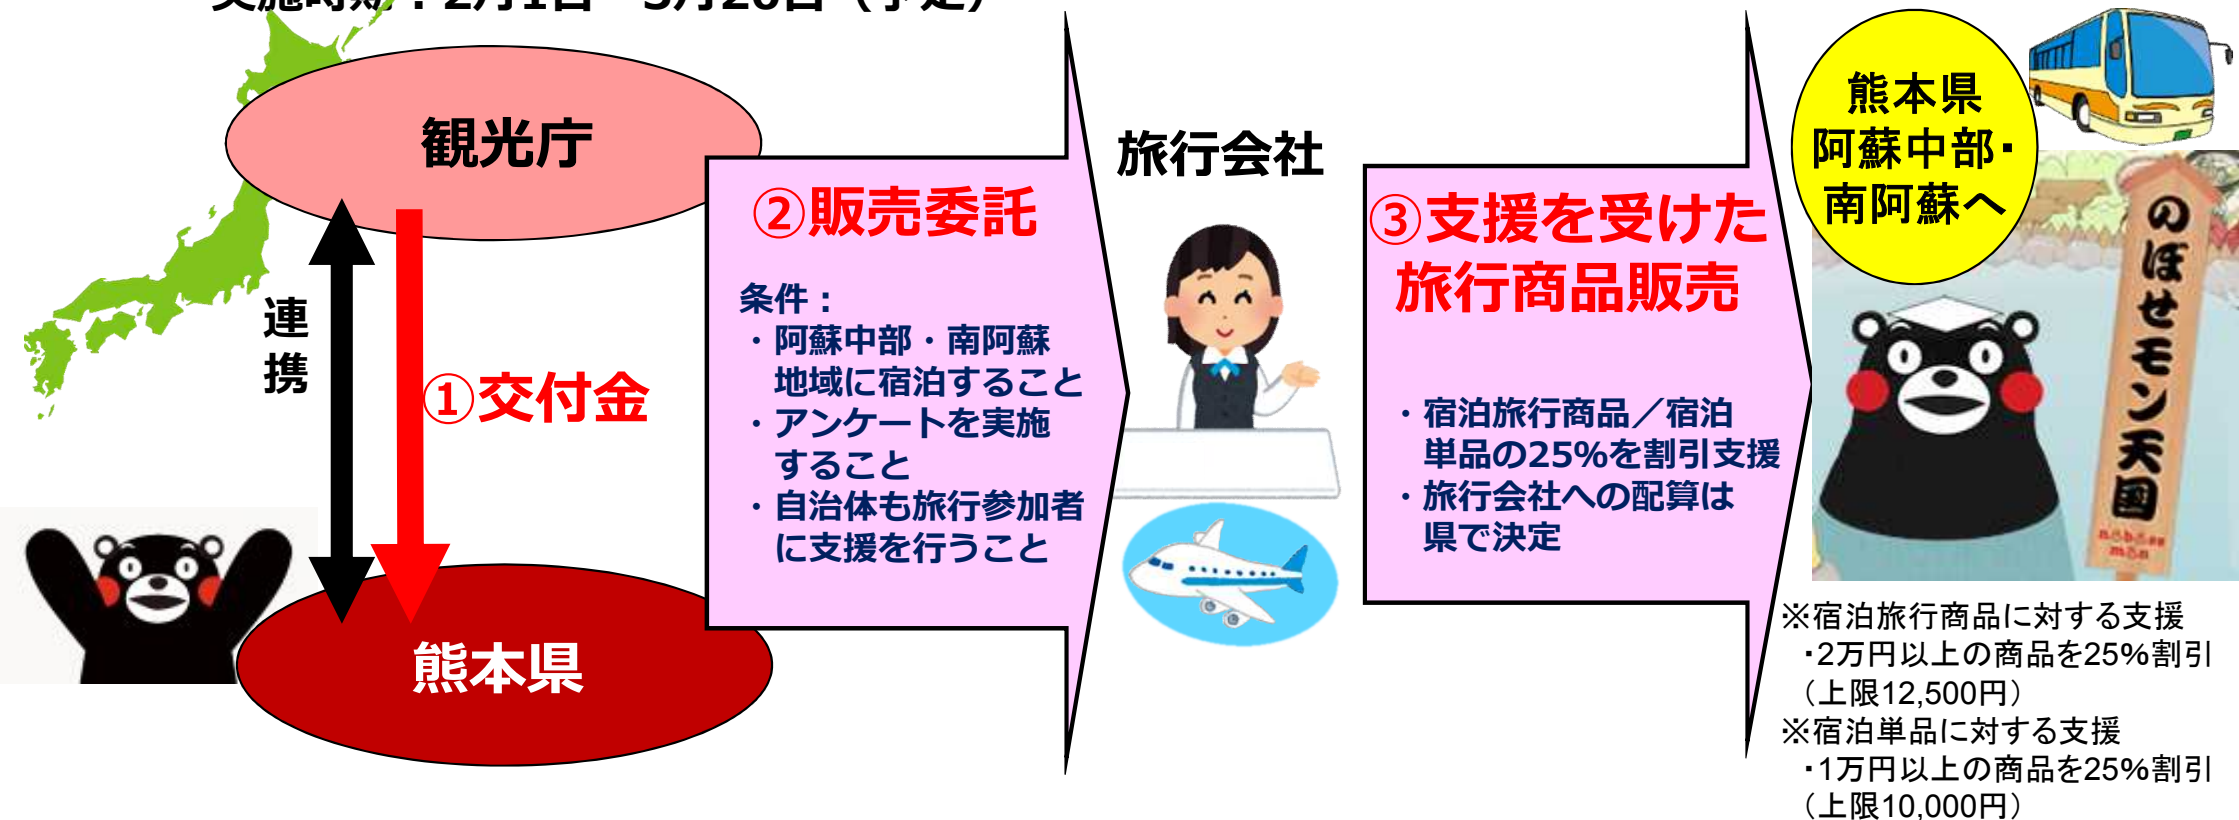 実施時期：2月1日
（予定）
観光庁
連携
①交付金
熊本県
②販売委託
条件：
・阿蘇中部・南阿蘇
地域に宿泊すること
・アンケートを実施
すること
・自治体も旅行参加者
に支援を行うこと
旅行会社
③支援を受けた
旅行商品販売
・宿泊旅行商品／宿泊
単品の25%を割引支援
・旅行会社への配算は
県で決定
熊本県
阿蘇中部・
南阿蘇へ
のぼせモン天国
※宿泊旅行商品に対する支援
・2万円以上の商品を25%割引
（上限12,500円）
※宿泊単品に対する支援
・1万円以上の商品を25%割引
（上限10,000円）